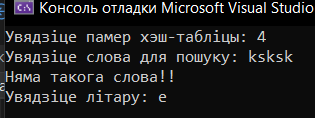 Консоль отладки Microsoft Visual Studio
Увядзіце памер хэш-табліцы: 4
Увядзіце слова для пошуку: ksksk
Няма такога слова!!
Увядзіце літару: е